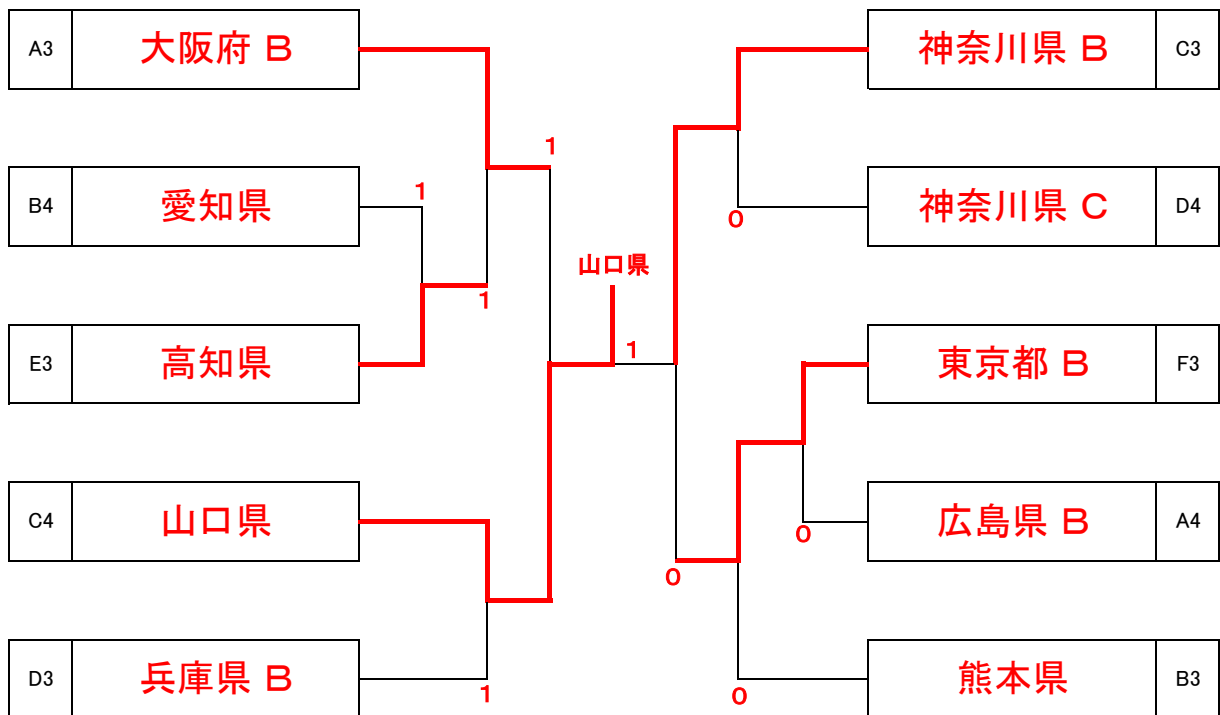 A3 大阪府 B
B4 愛知県
E3 高知県
C4 山口県
D3 兵庫県 B
1
1
1
1
山口県
1
0
0
0
0
神奈川県 B C3
神奈川県 C D4
東京都 B F3
広島県 B A4
熊本県 B3